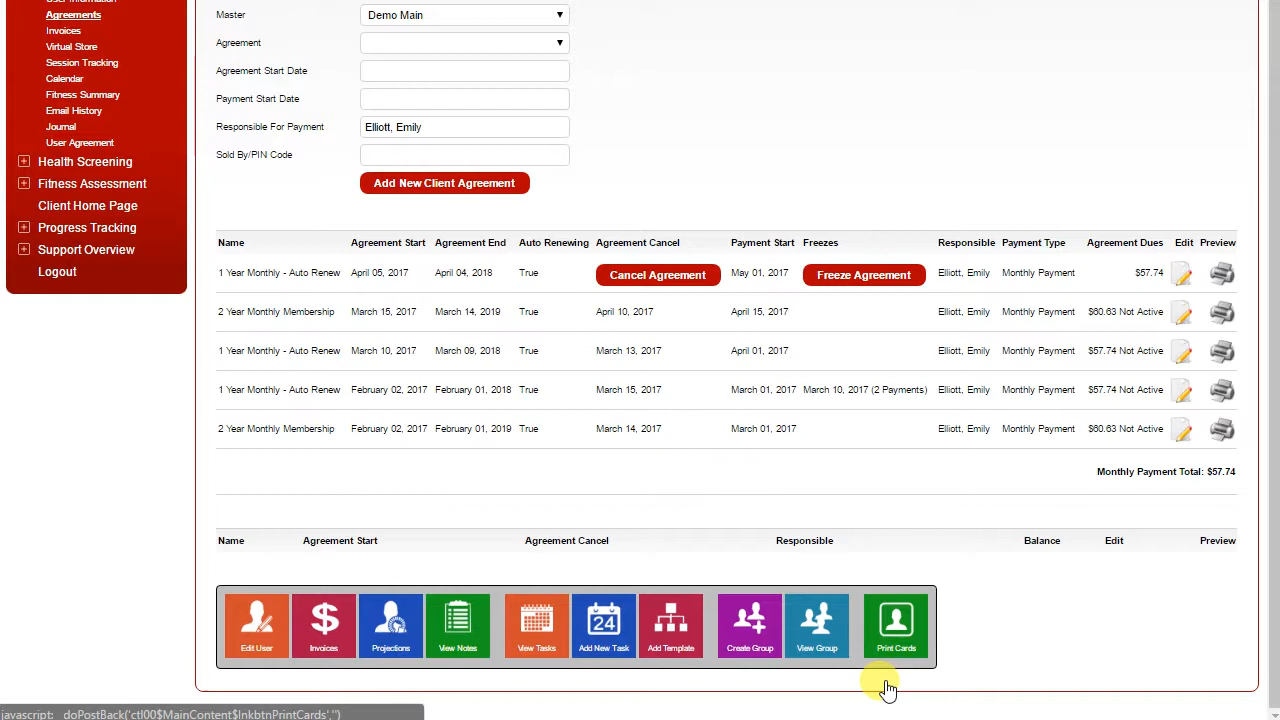 User Information
Agreements
Invoices
Virtual Store
Session Tracking
Calendar
Fitness Summary
Email History
Journal
User Agreement
Health Screening
Fitness Assessment
Client Home Page
Progress Tracking
Support Overview
Logout
Master Demo Main
Agreement
Agreement Start Date
Payment Start Date
Responsible For Payment Elliott, Emily
Sold By/PIN Code
Add New Client Agreement
Name Agreement Start Agreement End Auto Renewing Agreement Cancel Payment Start Freezes Responsible Payment Type Agreement Dues Edit Preview
1 Year Monthly - Auto Renew April 05, 2017 April 04, 2018 True Cancel Agreement May 01, 2017 Freeze Agreement Elliott, Emily Monthly Payment $57.74
2 Year Monthly Membership March 15, 2017 March 14, 2019 True April 10, 2017 April 15, 2017 Elliott, Emily Monthly Payment $60.63 Not Active
1 Year Monthly - Auto Renew March 10, 2017 March 09, 2018 True March 13, 2017 April 01, 2017 Elliott, Emily Monthly Payment $57.74 Not Active
1 Year Monthly - Auto Renew February 02, 2017 February 01, 2018 True March 15, 2017 March 01, 2017 March 10, 2017 (2 Payments) Elliott, Emily Monthly Payment $57.74 Not Active
2 Year Monthly Membership February 02, 2017 February 01, 2019 True March 14, 2017 March 01, 2017 Elliott, Emily Monthly Payment $60.63 Not Active
Monthly Payment Total: $57.74
Name Agreement Start Agreement Cancel Responsible Balance Edit Preview
24
Edit User Invoices Projections View Notes View Tasks Add New Task Add Template Create Group View Group Print Cards
javascript:__doPostBack('ctl00$MainContent$lnkbtnPrintCards','')